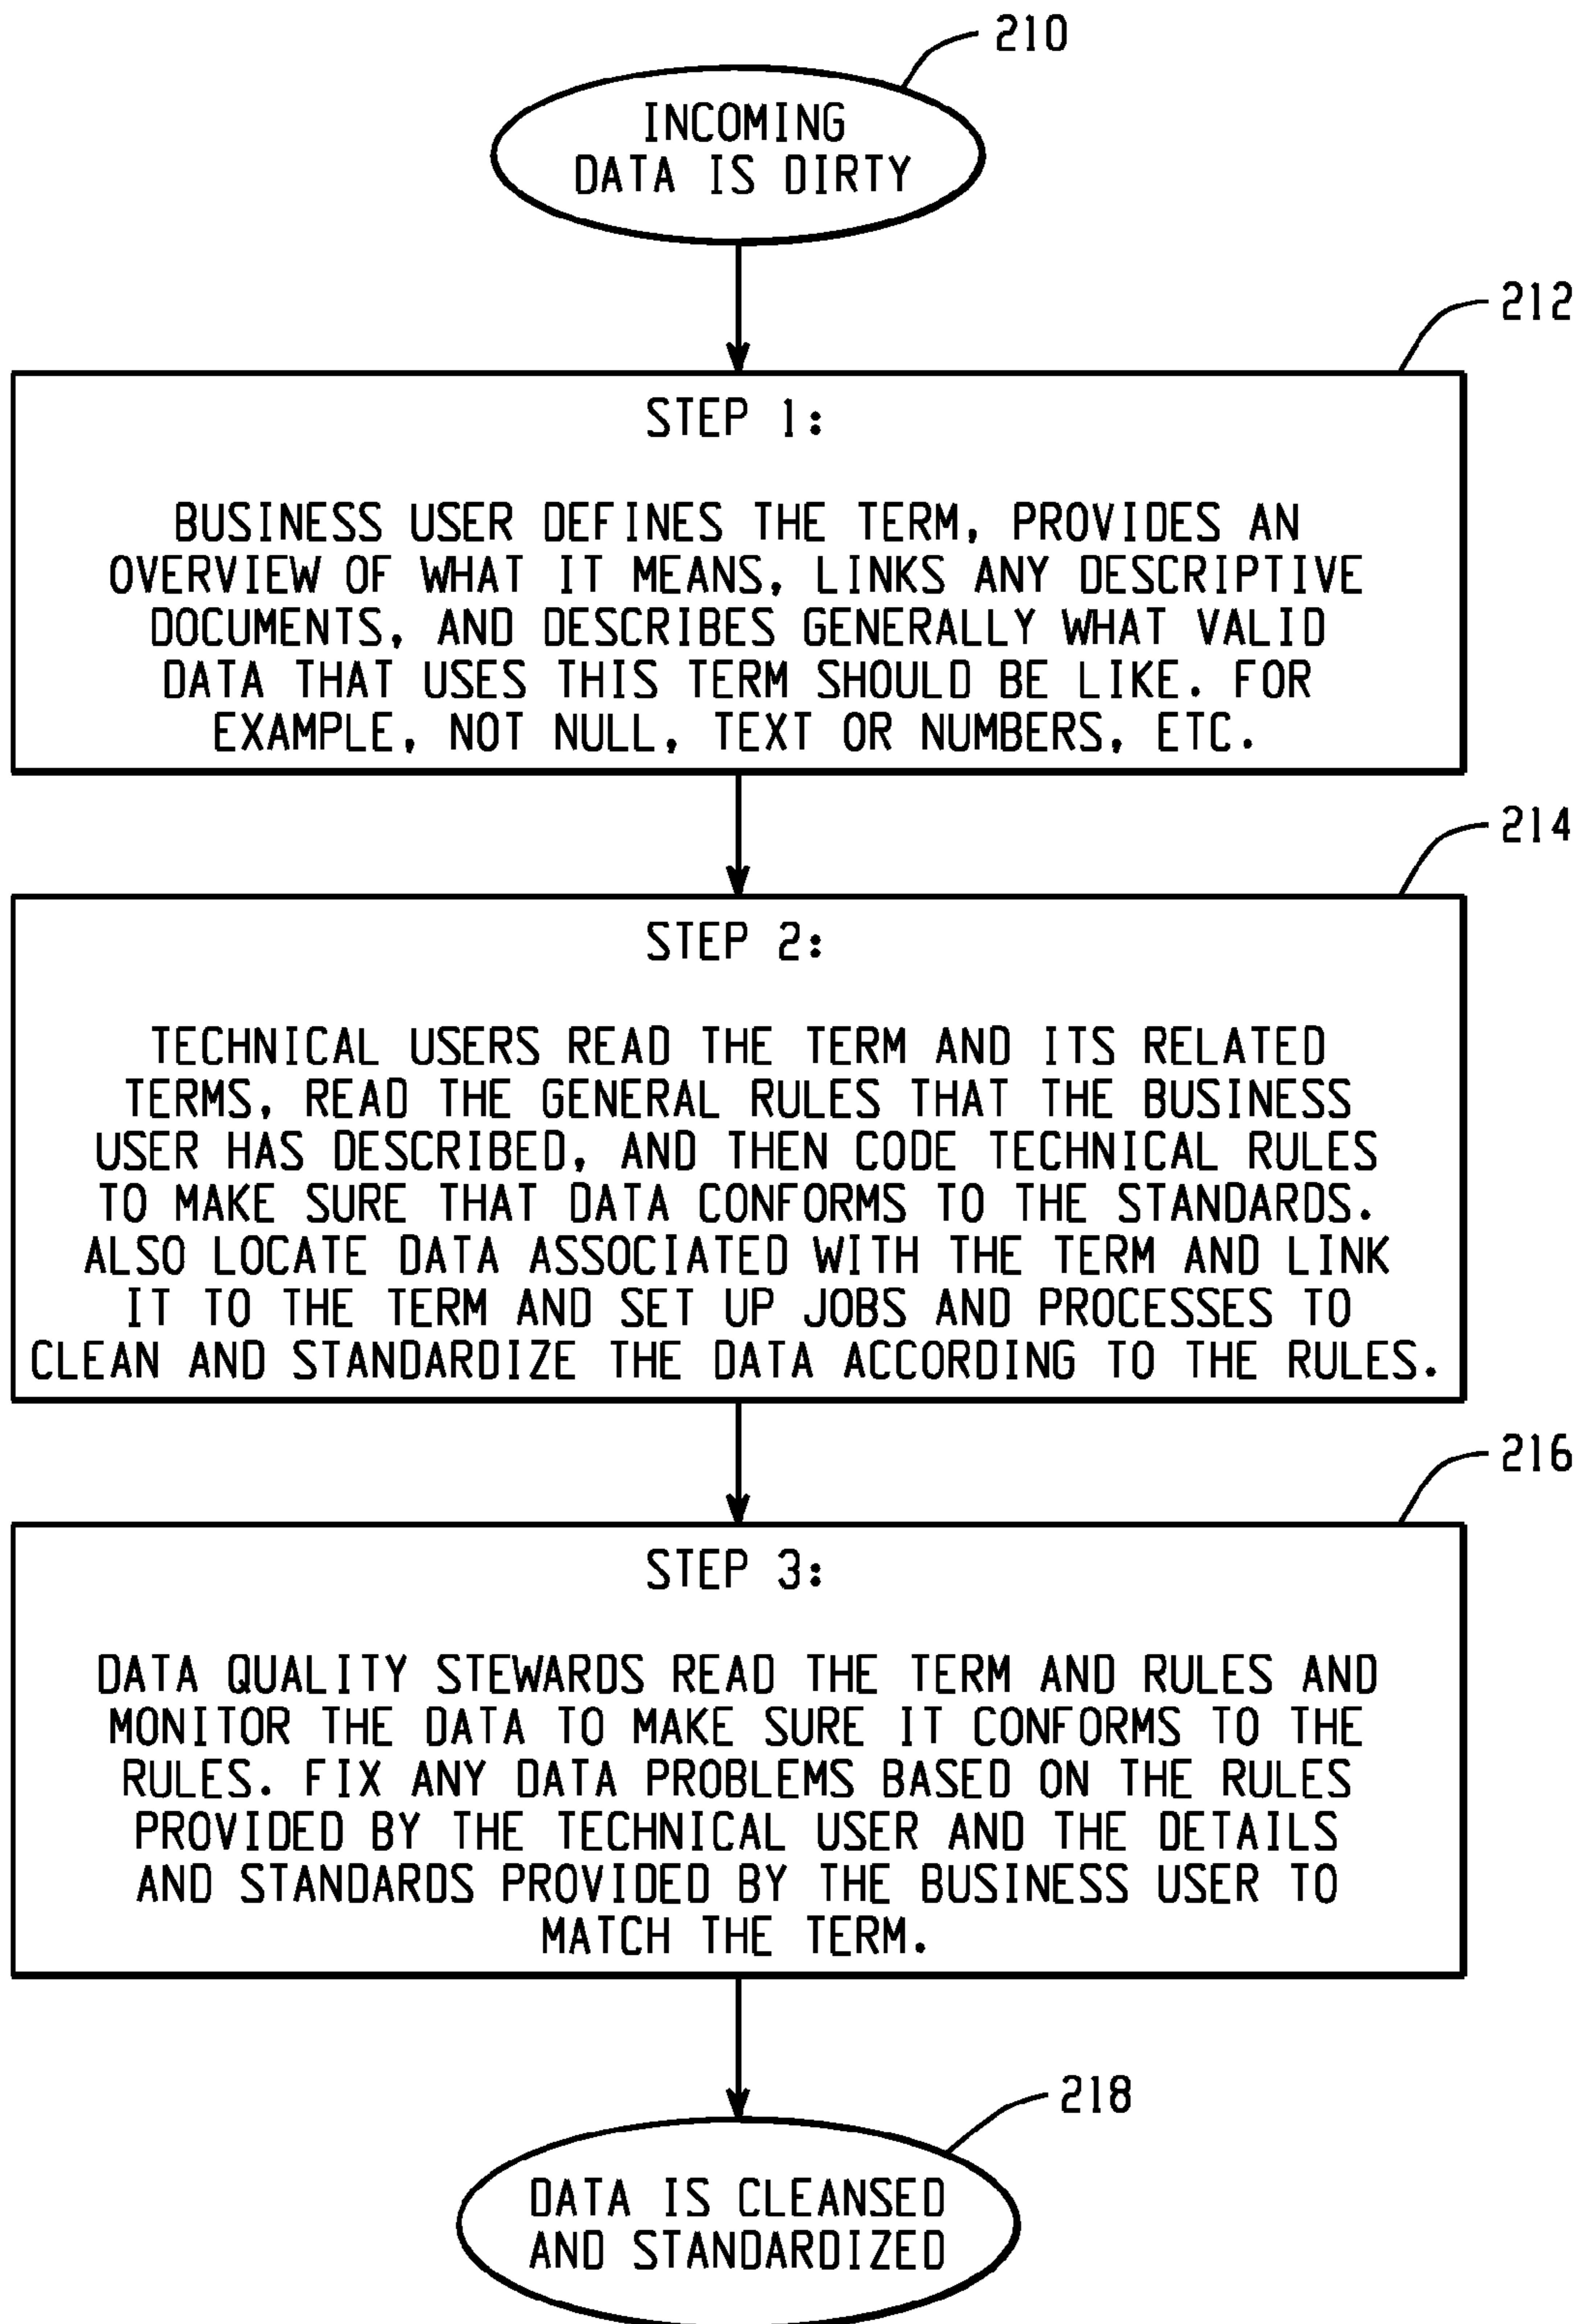 210
INCOMING
DATA IS DIRTY
212
STEP 1:
BUSINESS USER DEFINES THE TERM, PROVIDES AN
OVERVIEW OF WHAT IT MEANS, LINKS ANY DESCRIPTIVE
DOCUMENTS, AND DESCRIBES GENERALLY WHAT VALID
DATA THAT USES THIS TERM SHOULD BE LIKE. FOR
EXAMPLE, NOT NULL, TEXT OR NUMBERS, ETC.
214
STEP 2:
TECHNICAL USERS READ THE TERM AND ITS RELATED
TERMS, READ THE GENERAL RULES THAT THE BUSINESS
USER HAS DESCRIBED, AND THEN CODE TECHNICAL RULES
TO MAKE SURE THAT DATA CONFORMS TO THE STANDARDS.
ALSO LOCATE DATA ASSOCIATED WITH THE TERM AND LINK
IT TO THE TERM AND SET UP JOBS AND PROCESSES TO
CLEAN AND STANDARDIZE THE DATA ACCORDING TO THE RULES.
216
STEP 3:
DATA QUALITY STEWARDS READ THE TERM AND RULES AND
MONITOR THE DATA TO MAKE SURE IT CONFORMS TO THE
RULES. FIX ANY DATA PROBLEMS BASED ON THE RULES
PROVIDED BY THE TECHNICAL USER AND THE DETAILS
AND STANDARDS PROVIDED BY THE BUSINESS USER TO
MATCH THE TERM.
218
DATA IS CLEANSED
AND STANDARDIZED